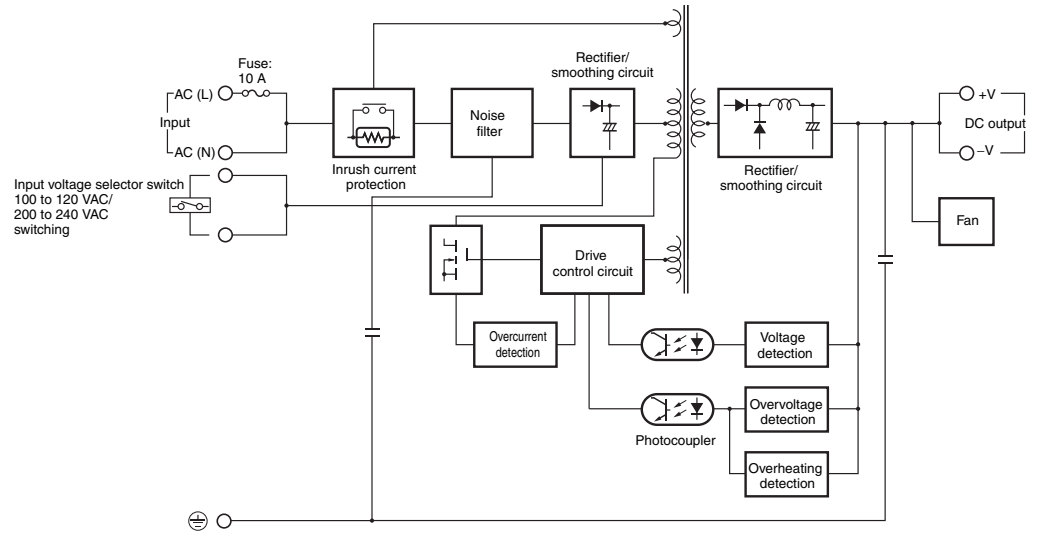 Fuse:
10 A
Rectifier/
smoothing circuit
AC (L)
Input
AC (N)
Noise
filter
+V
DC output
–V
Inrush current
protection
Rectifier/
smoothing circuit
Input voltage selector switch
100 to 120 VAC/
200 to 240 VAC
switching
Fan
Drive
control circuit
Overcurrent
detection
Voltage
detection
Overvoltage
detection
Photocoupler
Overheating
detection